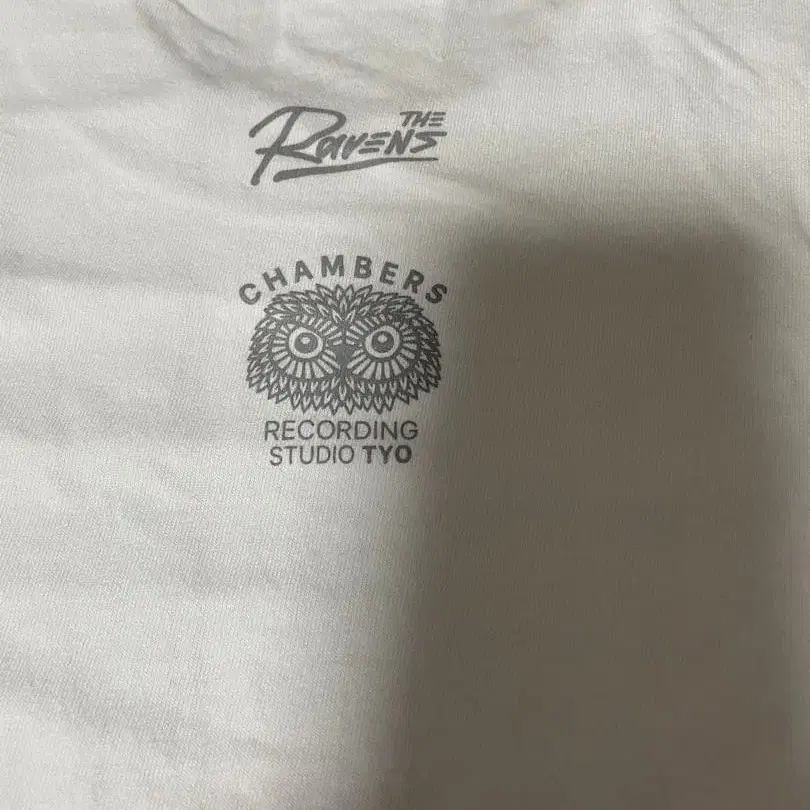 THE
RavENS
CHAMBERS
RECORDING
STUDIO TYO